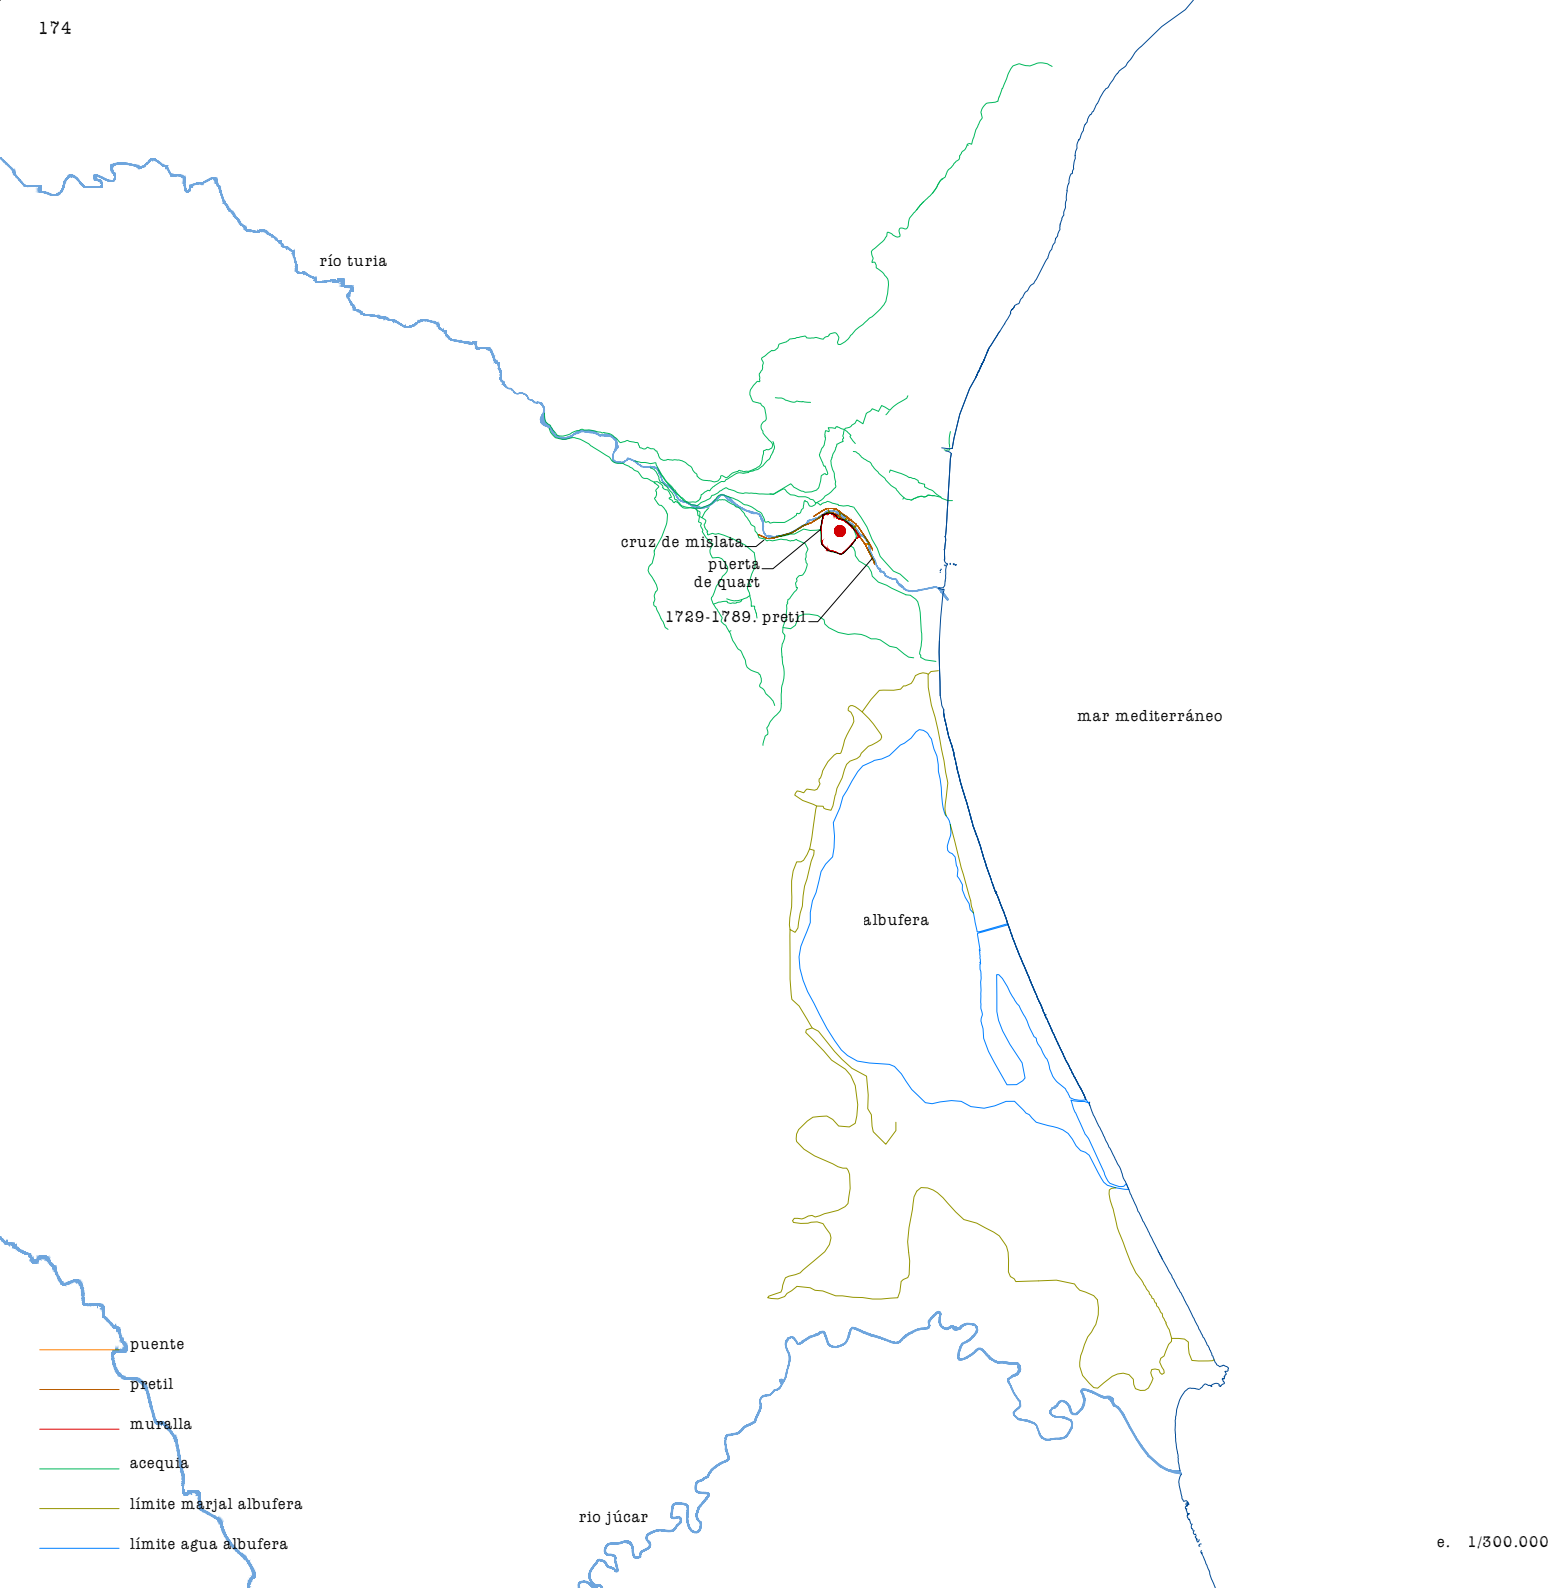 174
río turia
cruz de mislata
puerta
de quart
1729-1789. pretil
mar mediterráneo
albufera
puente
pretil
muralla
acequia
límite marjal albufera
límite agua albufera
rio júcar
e. 1/300.000